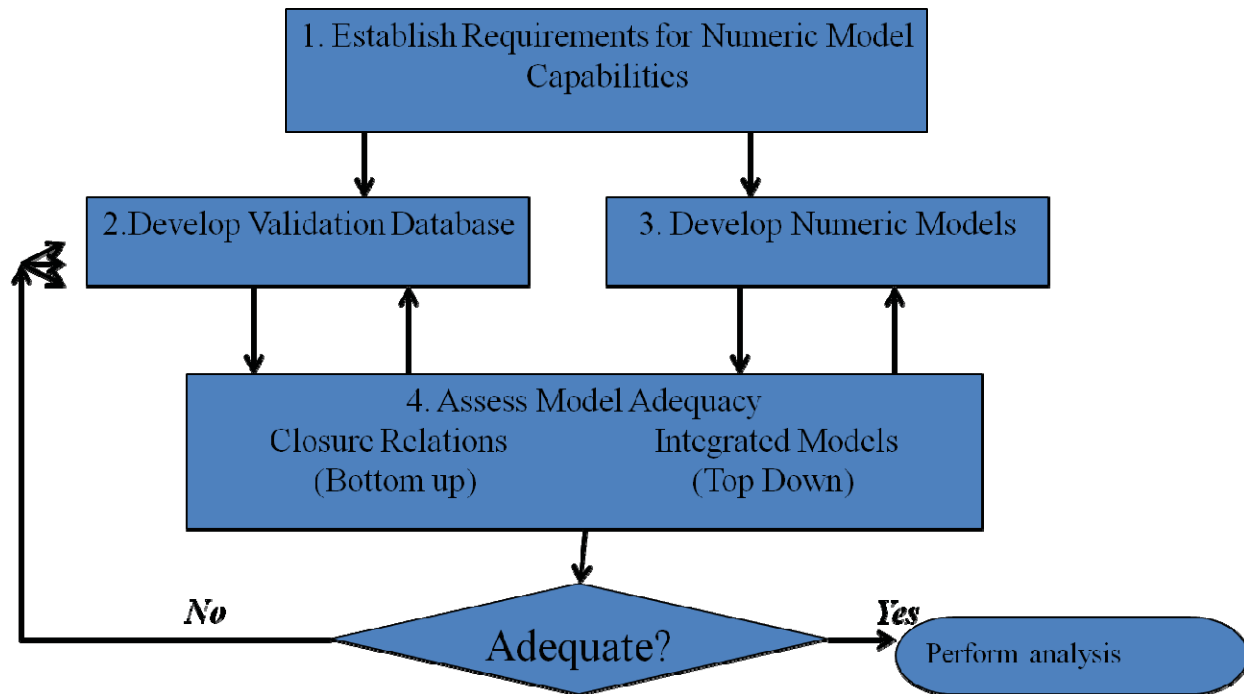 1. Establish Requirements for Numeric Model
Capabilities
2.Develop Validation Database
3. Develop Numeric Models
4. Assess Model Adequacy
Closure Relations
Integrated Models
(Bottom up)
(Top Down)
No
Adequate?
Yes
Perform analysis